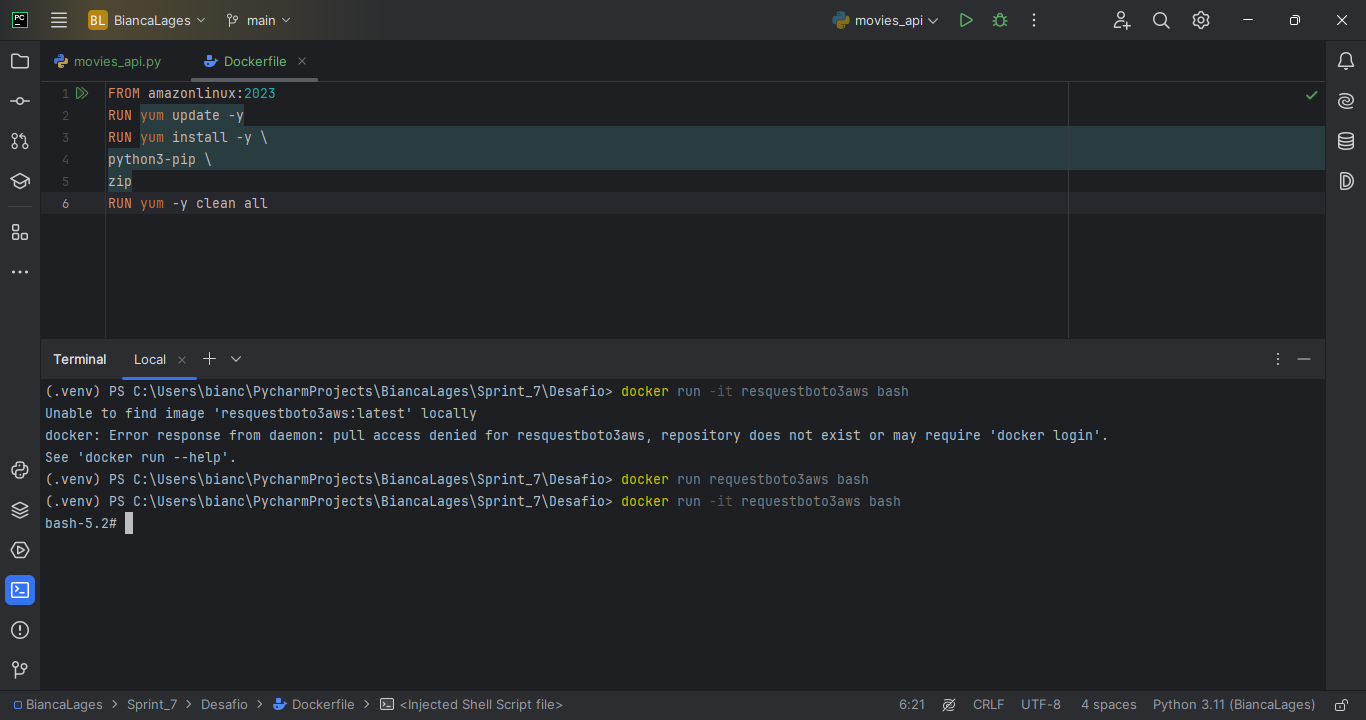 PC BL BiancaLages main movies_api
movies_api.py Dockerfile
1 FROM amazonlinux:2023
2 RUN yum update -y
3 RUN yum install -y \
4 python3-pip \
5 zip
6 RUN yum -y clean all
Terminal Local
(.venv) PS C:\Users\bianc\PycharmProjects\BiancaLages\Sprint_7\Desafio> docker run -it resquestboto3aws bash
Unable to find image 'resquestboto3aws:latest' locally
docker: Error response from daemon: pull access denied for resquestboto3aws, repository does not exist or may require 'docker login'.
See 'docker run --help'.
(.venv) PS C:\Users\bianc\PycharmProjects\BiancaLages\Sprint_7\Desafio> docker run requestboto3aws bash
(.venv) PS C:\Users\bianc\PycharmProjects\BiancaLages\Sprint_7\Desafio> docker run -it requestboto3aws bash
bash-5.2#
BiancaLages > Sprint_7 > Desafio > Dockerfile > <Injected Shell Script file> 6:21 CRLF UTF-8 4 spaces Python 3.11 (BiancaLages)